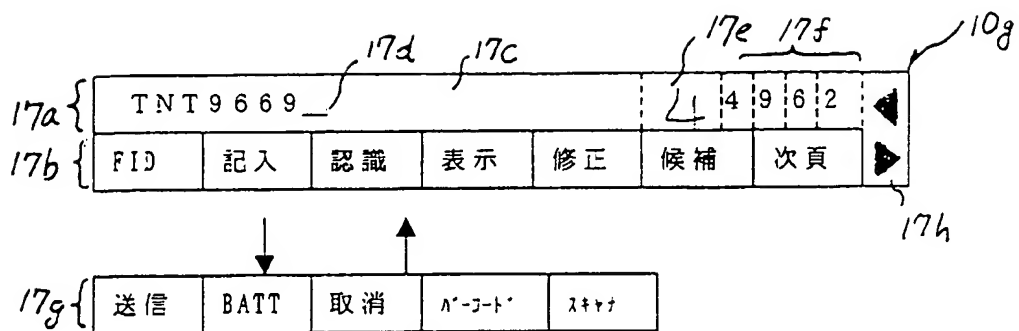 17d 17c 17e 17f 10g
17a TNT9669_ 4 4 9 6 2 ◀
17b FID 記入 認識 表示 修正 候補 次頁 ▶
17h
17g 送信 BATT 取消 バーコード スキャナ